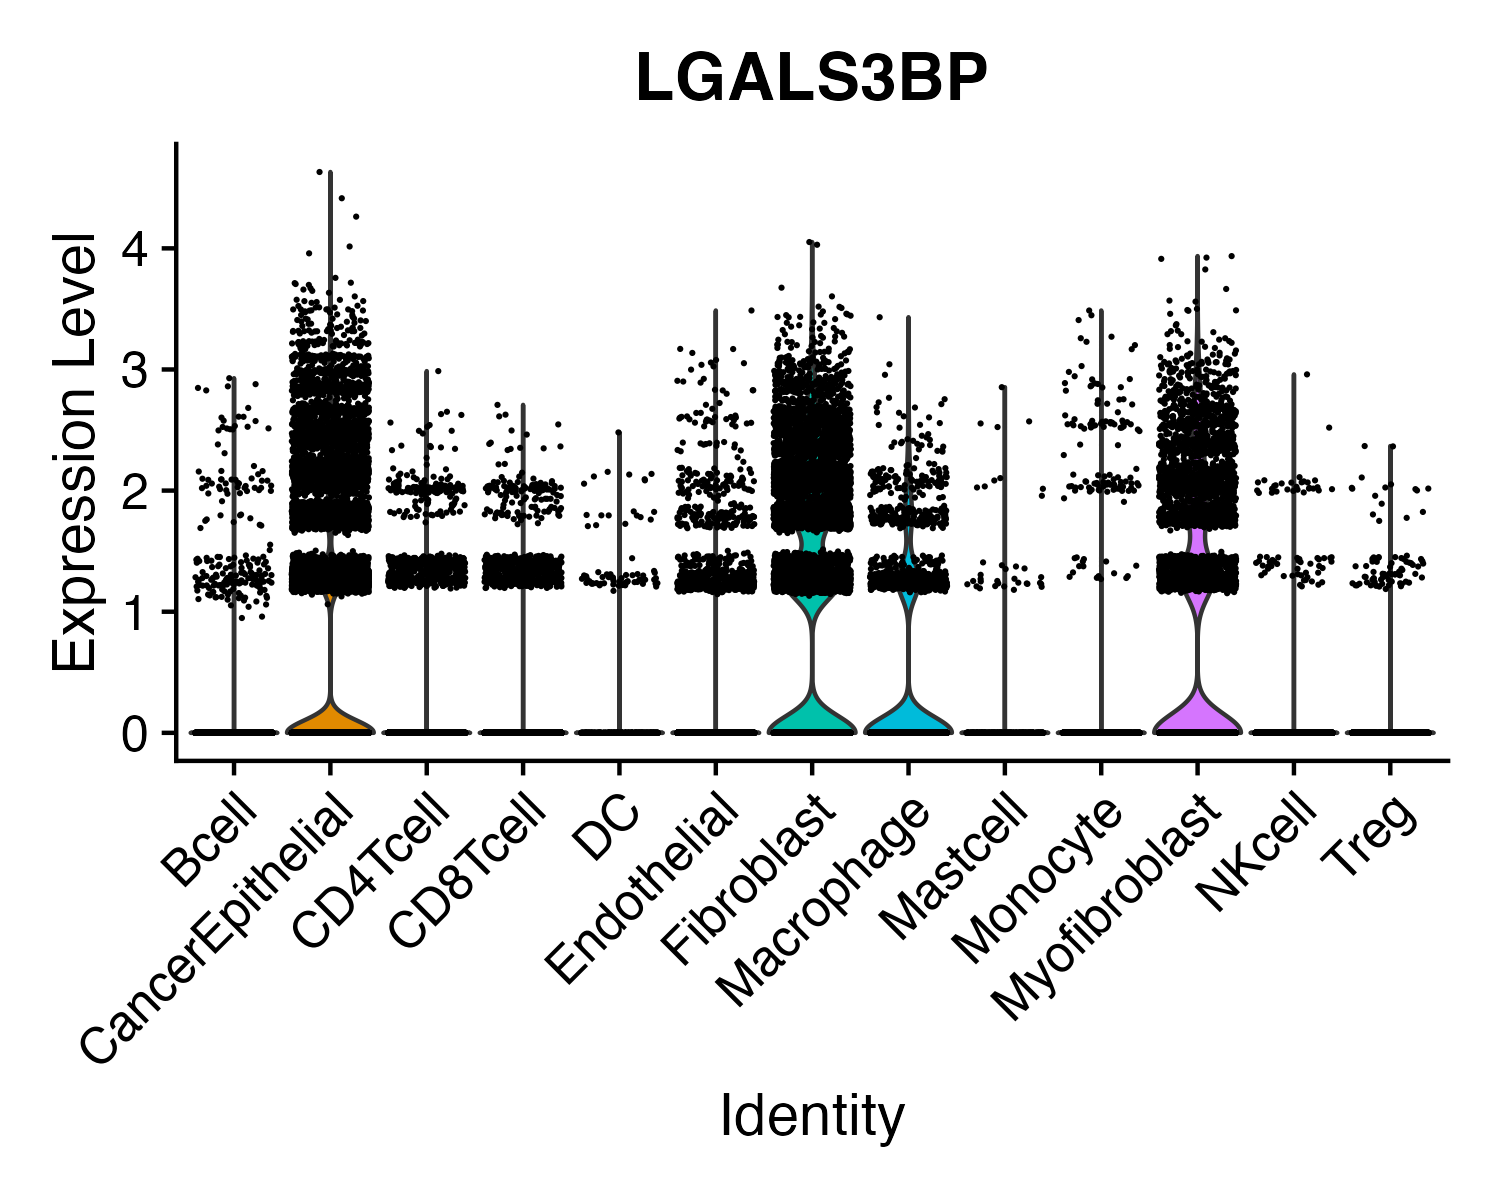 LGALS3BP
Expression Level
4
3
2
1
0
Bcell
CancerEpithelial
CD4Tcell
CD8Tcell
DC
Endothelial
Fibroblast
Macrophage
Mastcell
Monocyte
Myofibroblast
NKcell
Treg
Identity